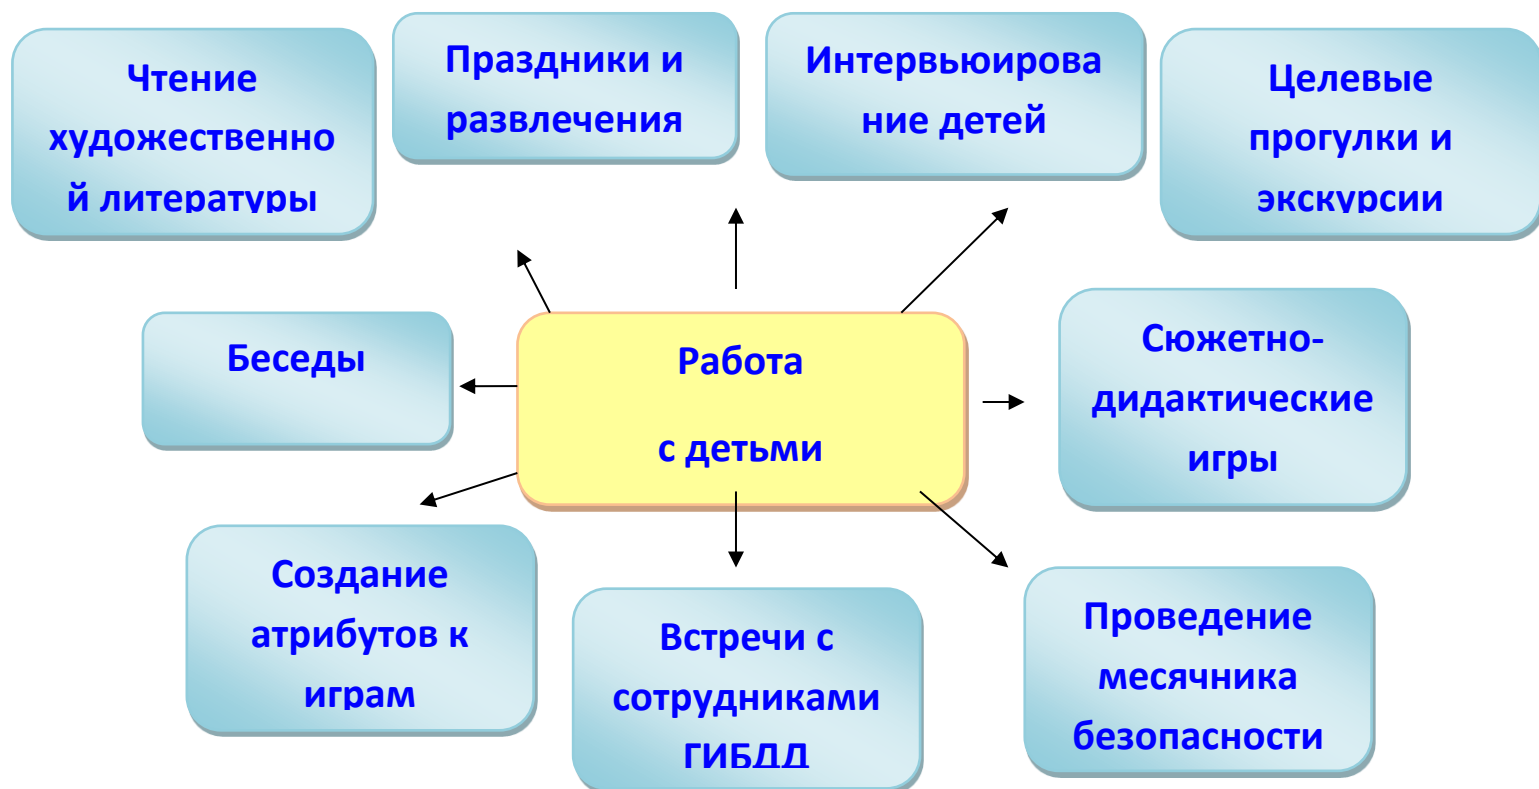 Чтение
художественно
й литературы
Праздники и
развлечения
Интервьюирова
ние детей
Целевые
прогулки и
экскурсии
Беседы
Работа
с детьми
Сюжетно-
дидактические
игры
Создание
атрибутов к
играм
Встречи с
сотрудниками
ГИБДД
Проведение
месячника
безопасности